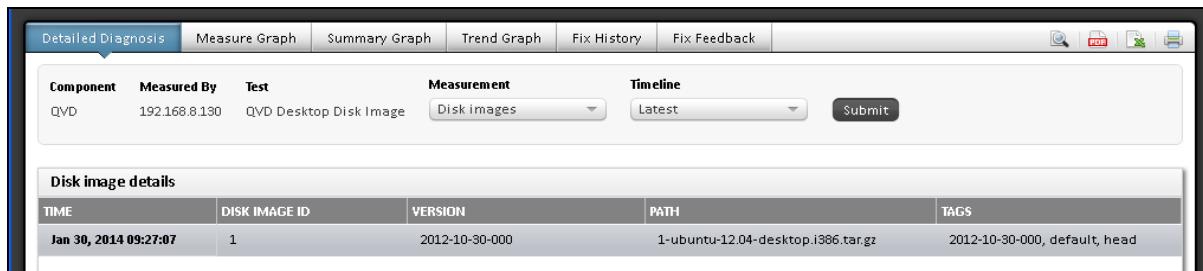 Detailed Diagnosis Measure Graph Summary Graph Trend Graph Fix History Fix Feedback PDF
Component Measured By Test Measurement Timeline
QVD 192.168.8.130 QVD Desktop Disk Image Disk images Latest Submit
Disk image details
TIME DISK IMAGE ID VERSION PATH TAGS
Jan 30, 2014 09:27:07 1 2012-10-30-000 1-ubuntu-12.04-desktop.i386.tar.gz 2012-10-30-000, default, head